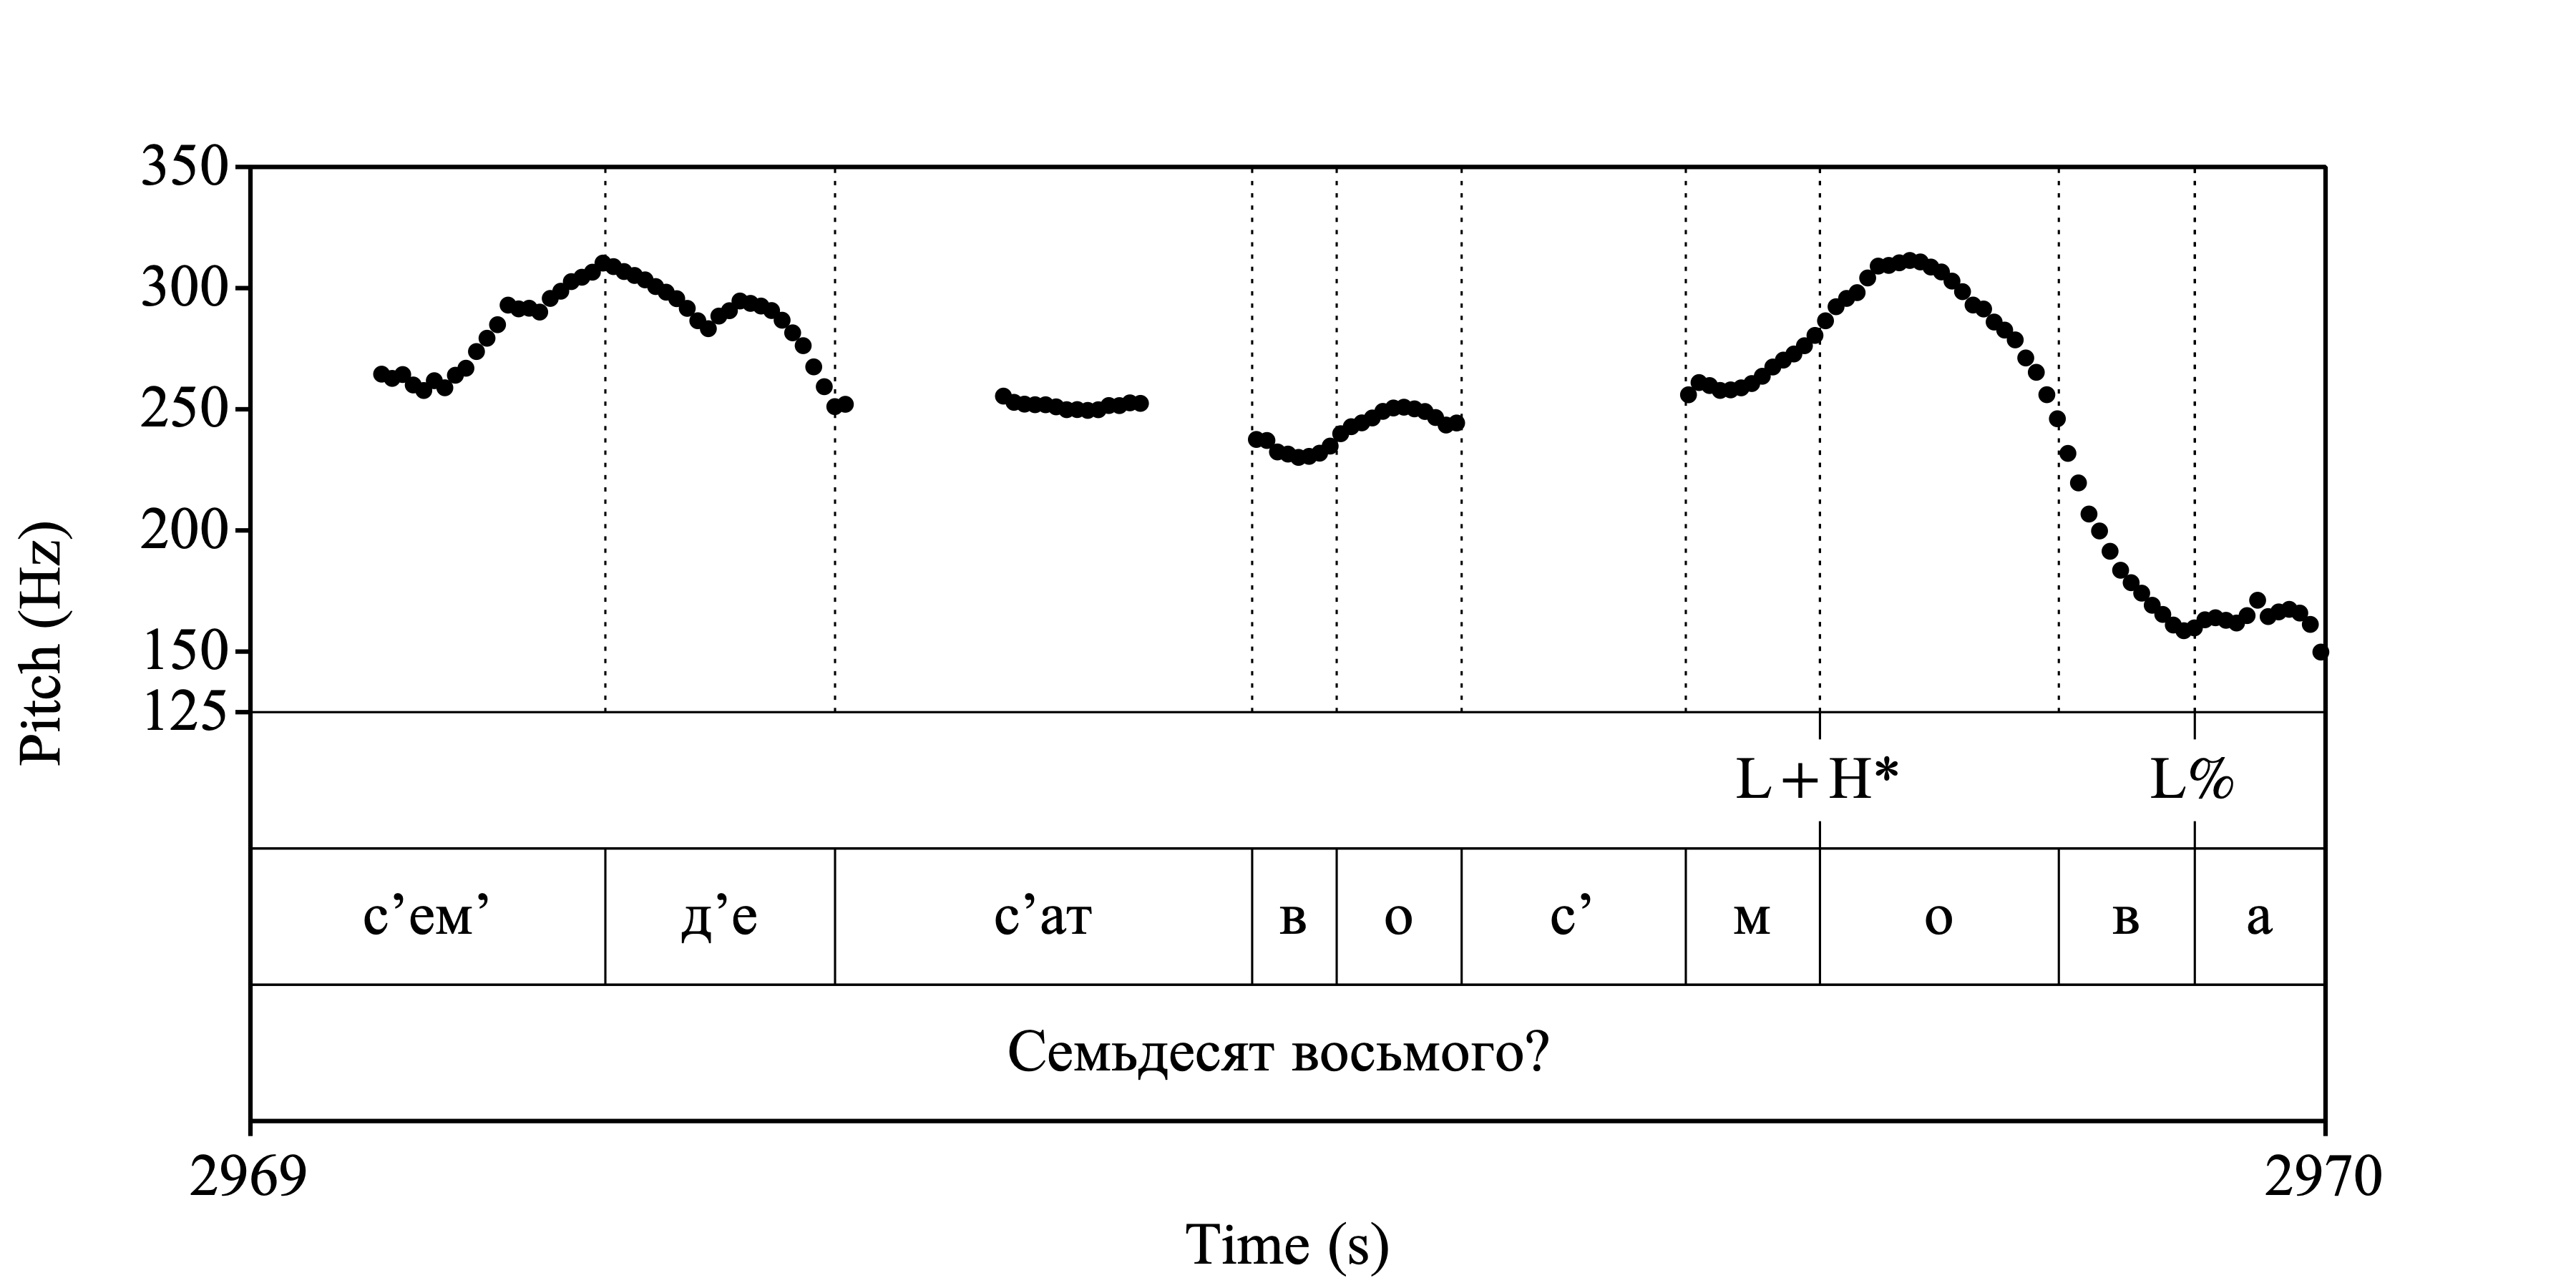 350
300
250
200
150
125
Pitch (Hz)
L+H* L%
с’ем’ д’е с’ат в о с’ м о в а
Семьдесят восьмого?
2969 2970
Time (s)